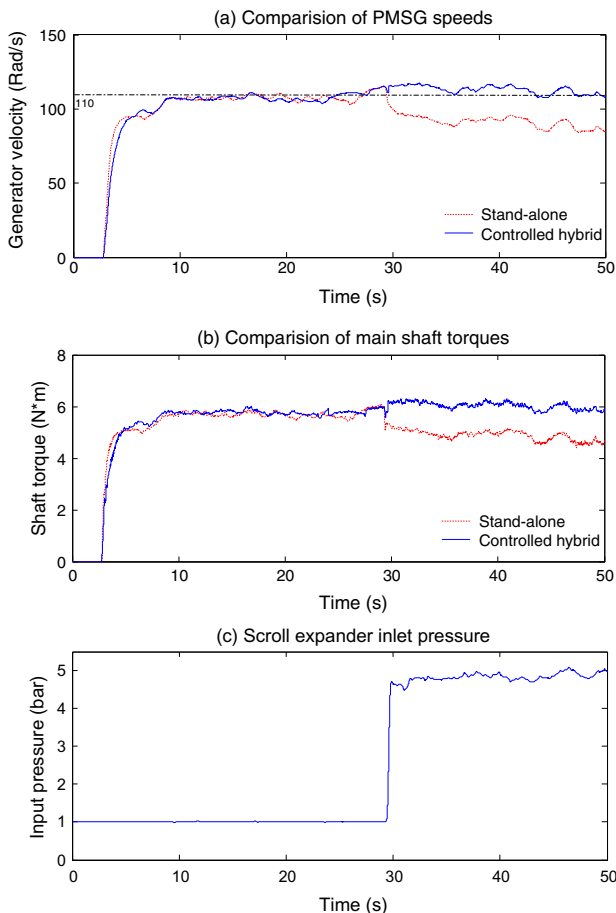 (a) Comparision of PMSG speeds
Generator velocity (Rad/s)
150
100
50
0
110
Stand-alone
Controlled hybrid
0 10 20 30 40 50
Time (s)
(b) Comparision of main shaft torques
Shaft torque (N*m)
8
6
4
2
0
Stand-alone
Controlled hybrid
0 10 20 30 40 50
Time (s)
(c) Scroll expander inlet pressure
Input pressure (bar)
5
4
3
2
1
0
0 10 20 30 40 50
Time (s)